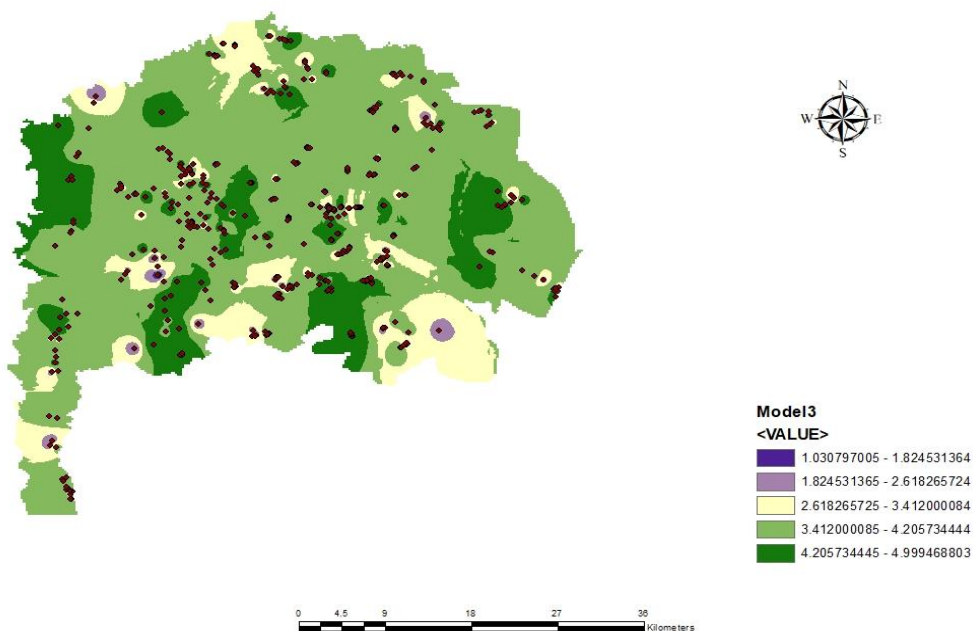 N
W E
S
Model3
<VALUE>
1.030797005 - 1.824531364
1.824531365 - 2.618265724
2.618265725 - 3.412000084
3.412000085 - 4.205734444
4.205734445 - 4.999468803
0 4.5 9 18 27 36
Kilometers